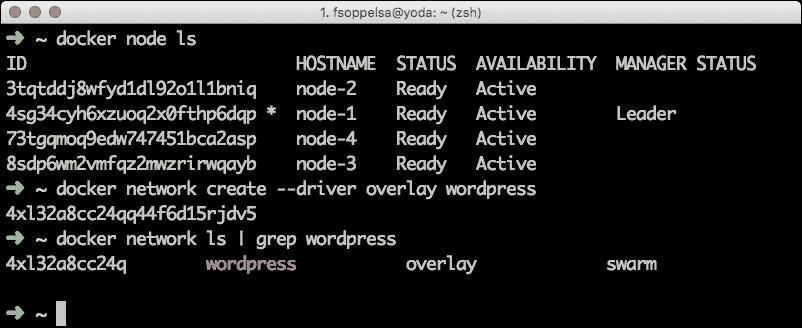 1. fsoppelsa@yoda: ~ (zsh)
➜ ~ docker node ls
ID HOSTNAME STATUS AVAILABILITY MANAGER STATUS
3tqtddj8wfyd1dl92o1l1bniq node-2 Ready Active
4sg34cyh6xzuoq2x0fthp6dqp * node-1 Ready Active Leader
73tgqmoq9edw747451bca2asp node-4 Ready Active
8sdp6wm2vmfqz2mwzrirwqayb node-3 Ready Active
➜ ~ docker network create --driver overlay wordpress
4xl32a8cc24qq44f6d15rjdv5
➜ ~ docker network ls | grep wordpress
4xl32a8cc24q wordpress overlay swarm
➜ ~